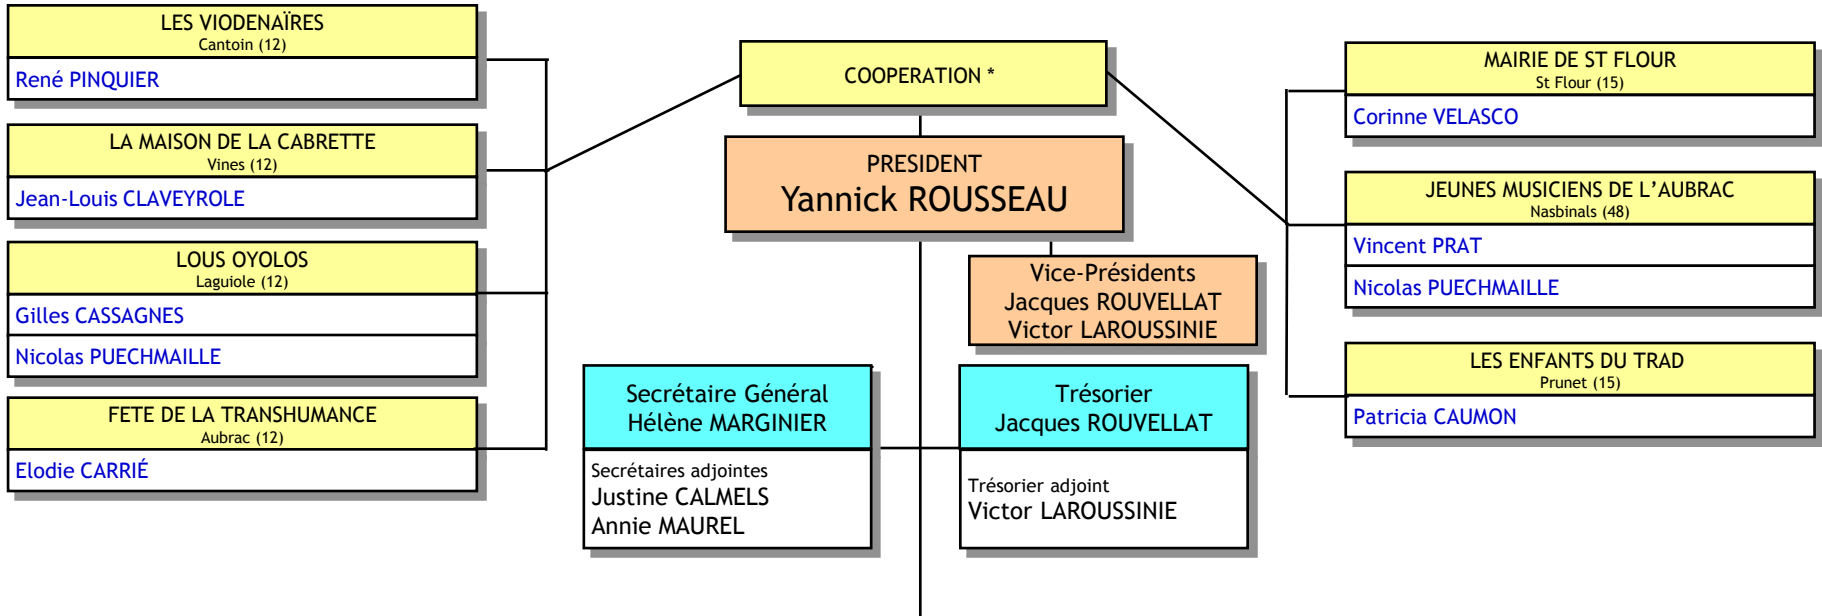 LES VIODENAÏRES
Cantoin (12)
René PINQUIER
LA MAISON DE LA CABRETTE
Vines (12)
Jean-Louis CLAVEYROLE
LOUS OYOLOS
Laguiole (12)
Gilles CASSAGNES
Nicolas PUECHMAILLE
FETE DE LA TRANSHUMANCE
Aubrac (12)
Elodie CARRIÉ
COOPERATION *
PRESIDENT
Yannick ROUSSEAU
Vice-Présidents
Jacques ROUVELLAT
Victor LAROUSSINIE
Secrétaire Général
Hélène MARGINIER
Secrétaires adjointes
Justine CALMELS
Annie MAUREL
Trésorier
Jacques ROUVELLAT
Trésorier adjoint
Victor LAROUSSINIE
MAIRIE DE ST FLOUR
St Flour (15)
Corinne VELASCO
JEUNES MUSICIENS DE L’AUBRAC
Nasbinals (48)
Vincent PRAT
Nicolas PUECHMAILLE
LES ENFANTS DU TRAD
Prunet (15)
Patricia CAUMON